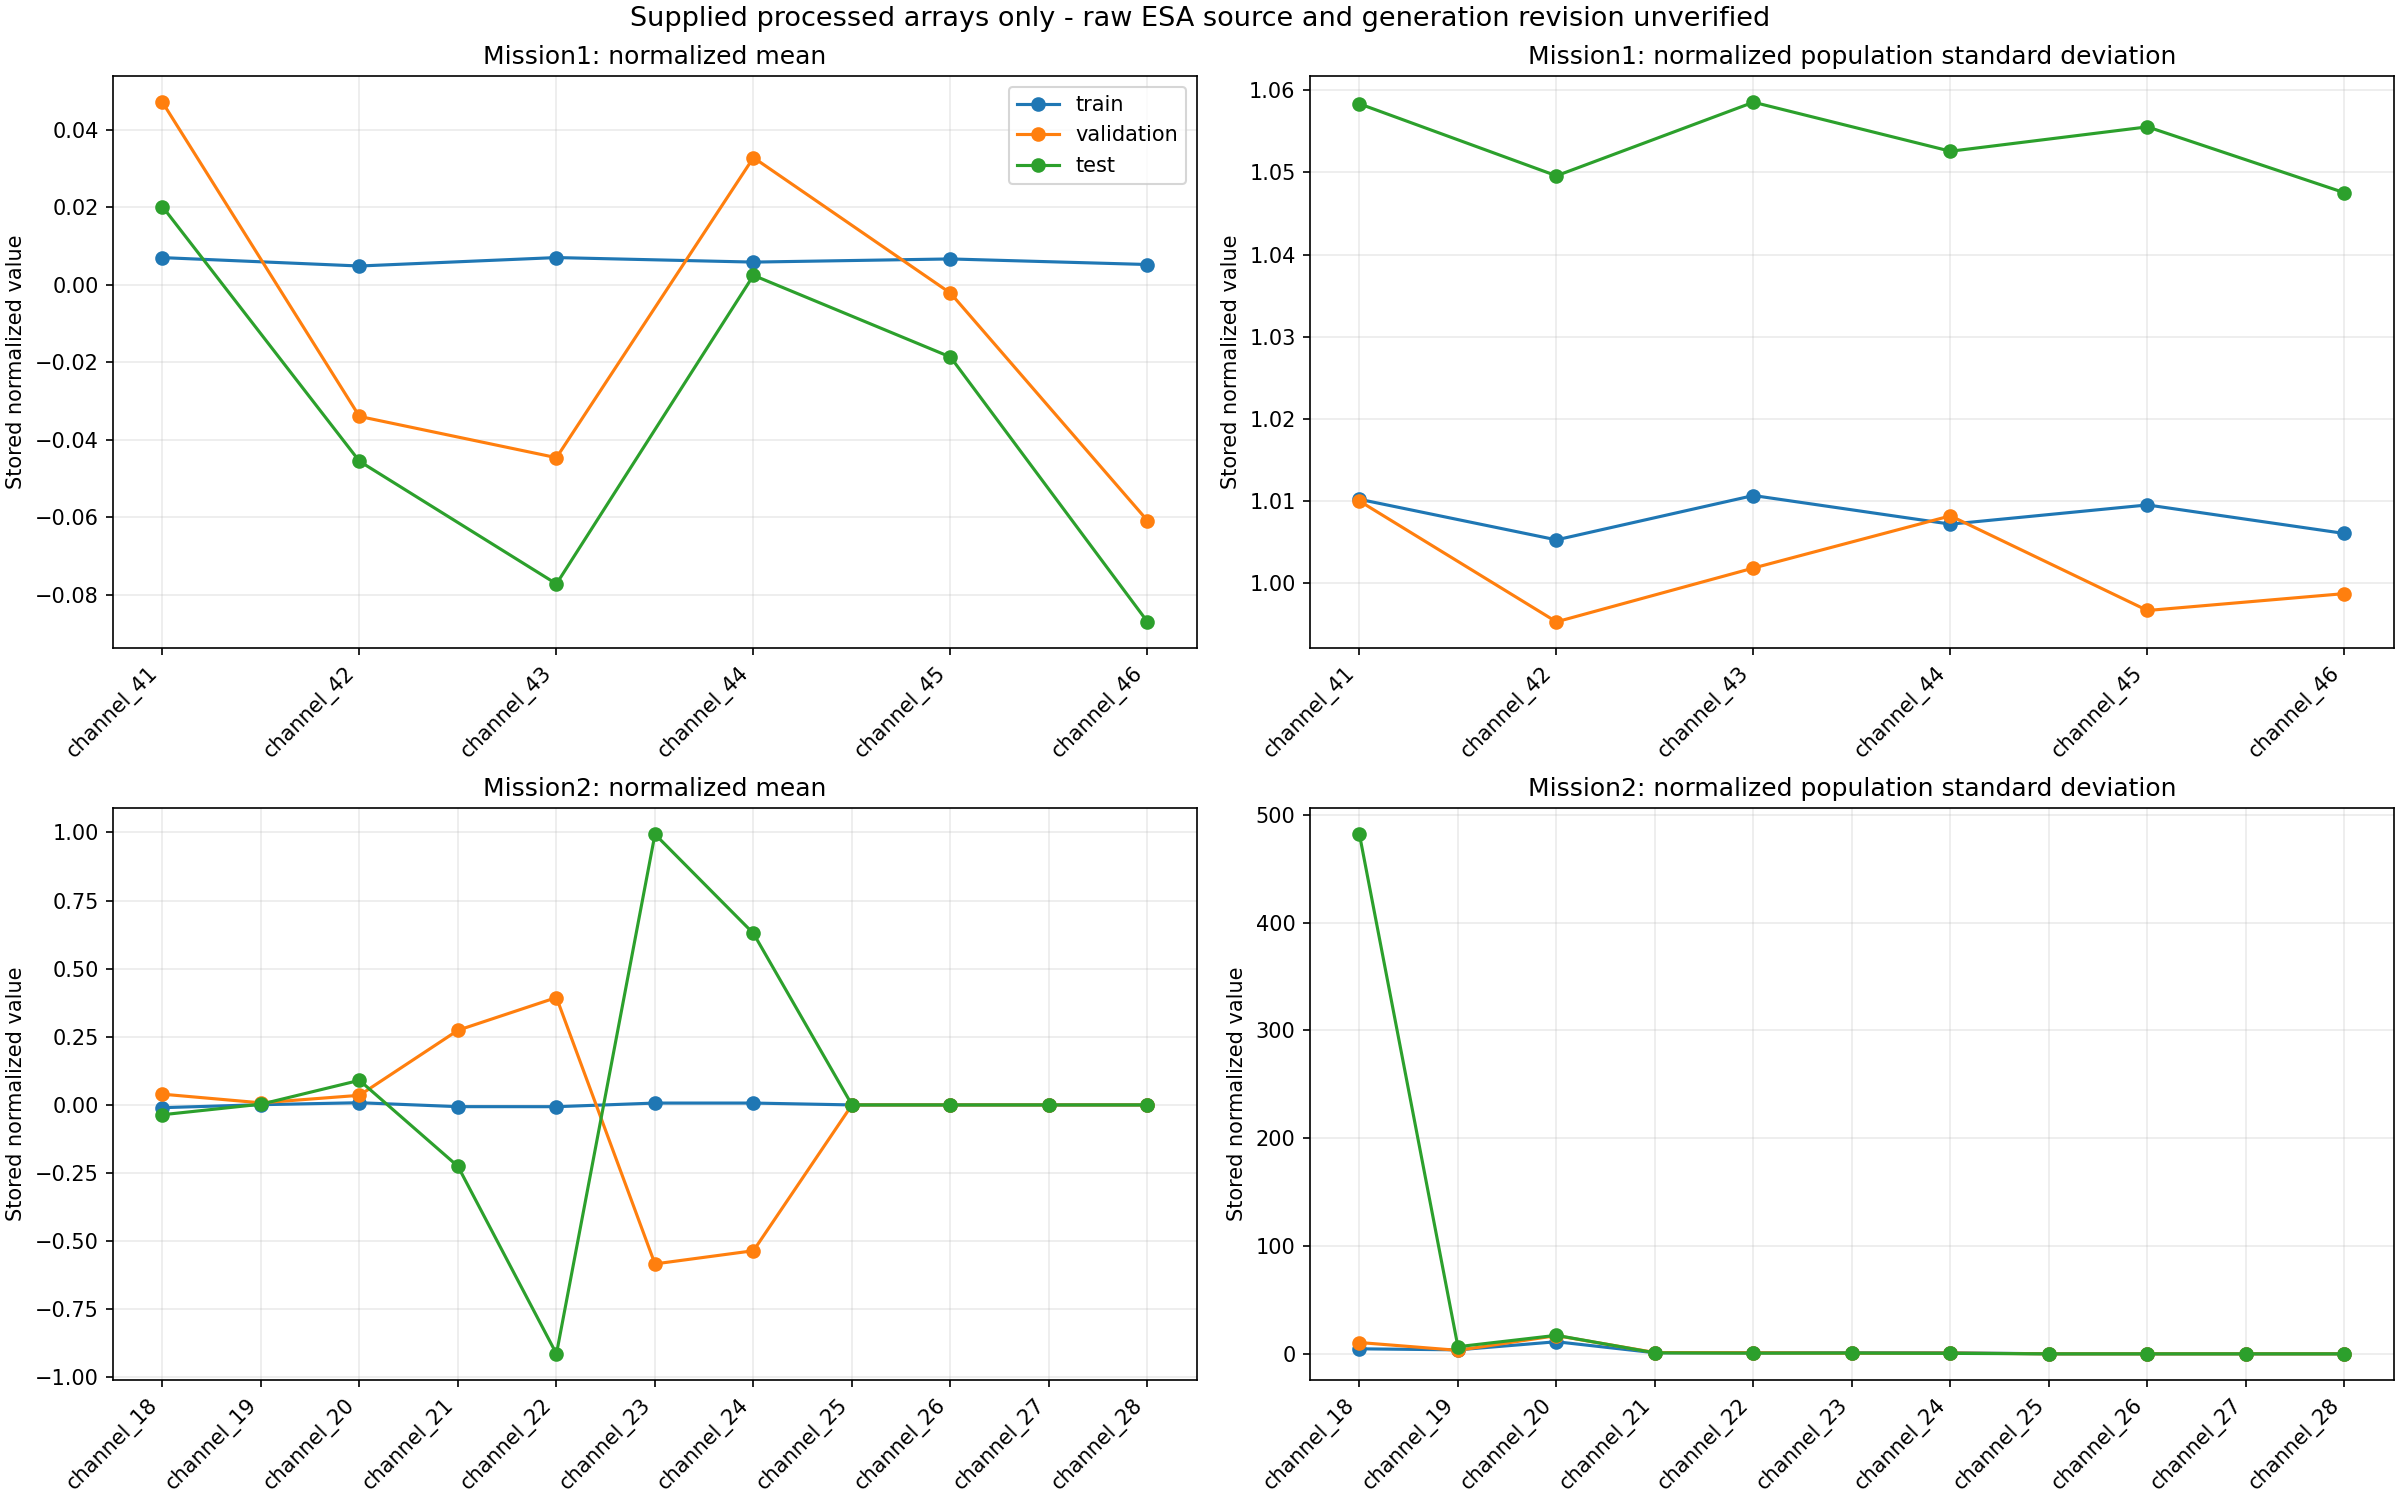 Supplied processed arrays only - raw ESA source and generation revision unverified
Mission1: normalized mean
Stored normalized value
0.04
0.02
0.00
−0.02
−0.04
−0.06
−0.08
train
validation
test
channel_41
channel_42
channel_43
channel_44
channel_45
channel_46
Mission1: normalized population standard deviation
Stored normalized value
1.06
1.05
1.04
1.03
1.02
1.01
1.00
channel_41
channel_42
channel_43
channel_44
channel_45
channel_46
Mission2: normalized mean
Stored normalized value
1.00
0.75
0.50
0.25
0.00
−0.25
−0.50
−0.75
−1.00
channel_18
channel_19
channel_20
channel_21
channel_22
channel_23
channel_24
channel_25
channel_26
channel_27
channel_28
Mission2: normalized population standard deviation
Stored normalized value
500
400
300
200
100
0
channel_18
channel_19
channel_20
channel_21
channel_22
channel_23
channel_24
channel_25
channel_26
channel_27
channel_28